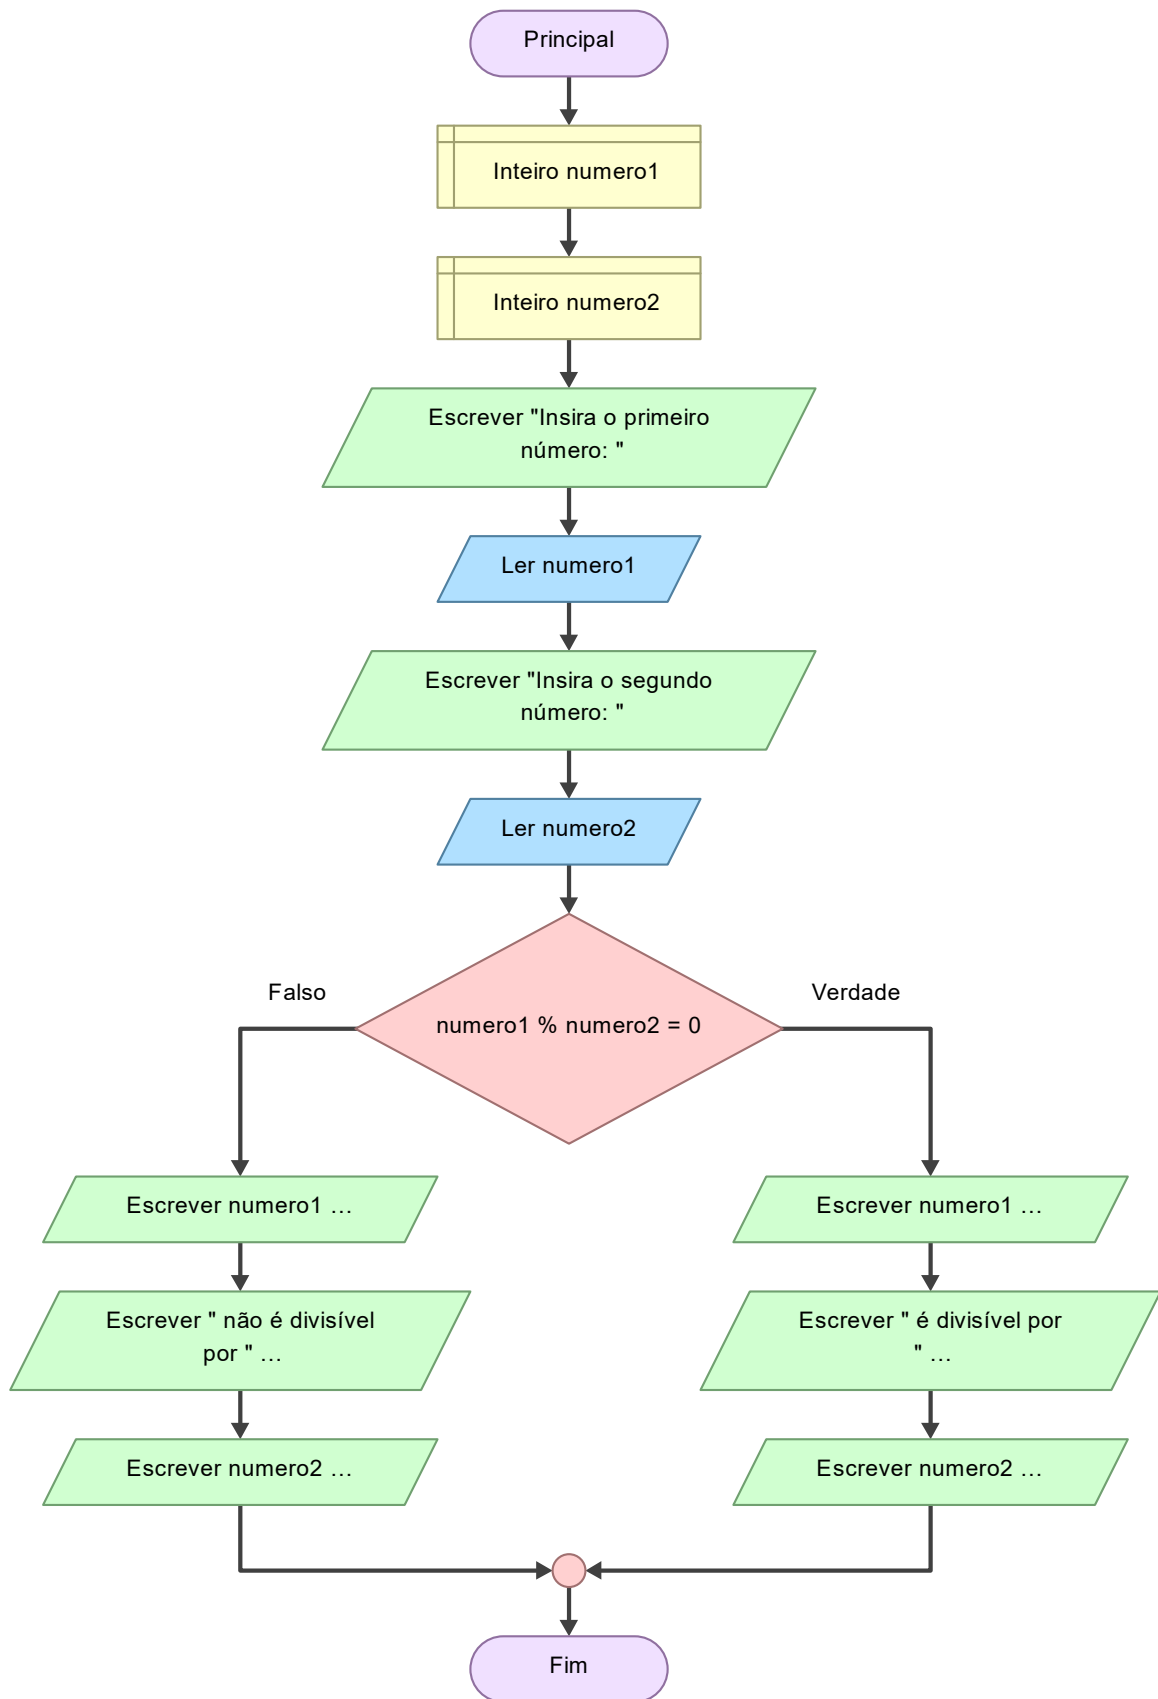 Principal
Inteiro numero1
Inteiro numero2
Escrever "Insira o primeiro
número: "
Ler numero1
Escrever "Insira o segundo
número: "
Ler numero2
Falso
Verdade
numero1 % numero2 = 0
Escrever numero1 ...
Escrever " não é divisível
por " ...
Escrever numero2 ...
Escrever numero1 ...
Escrever " é divisível por
" ...
Escrever numero2 ...
Fim